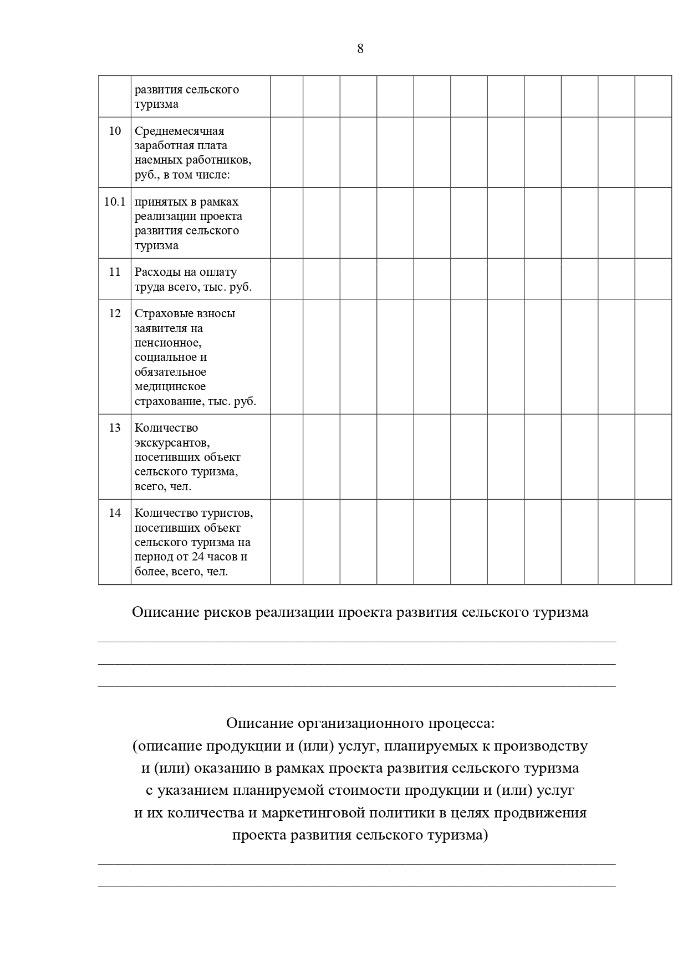 8
развития сельского
туризма
10 Среднемесячная
заработная плата
наемных работников,
руб., в том числе:
10.1 принятых в рамках
реализации проекта
развития сельского
туризма
11 Расходы на оплату
труда всего, тыс. руб.
12 Страховые взносы
заявителя на
пенсионное,
социальное и
обязательное
медицинское
страхование, тыс. руб.
13 Количество
экскурсантов,
посетивших объект
сельского туризма,
всего, чел.
14 Количество туристов,
посетивших объект
сельского туризма на
период от 24 часов и
более, всего, чел.
Описание рисков реализации проекта развития сельского туризма
Описание организационного процесса:
(описание продукции и (или) услуг, планируемых к производству
и (или) оказанию в рамках проекта развития сельского туризма
с указанием планируемой стоимости продукции и (или) услуг
и их количества и маркетинговой политики в целях продвижения
проекта развития сельского туризма)